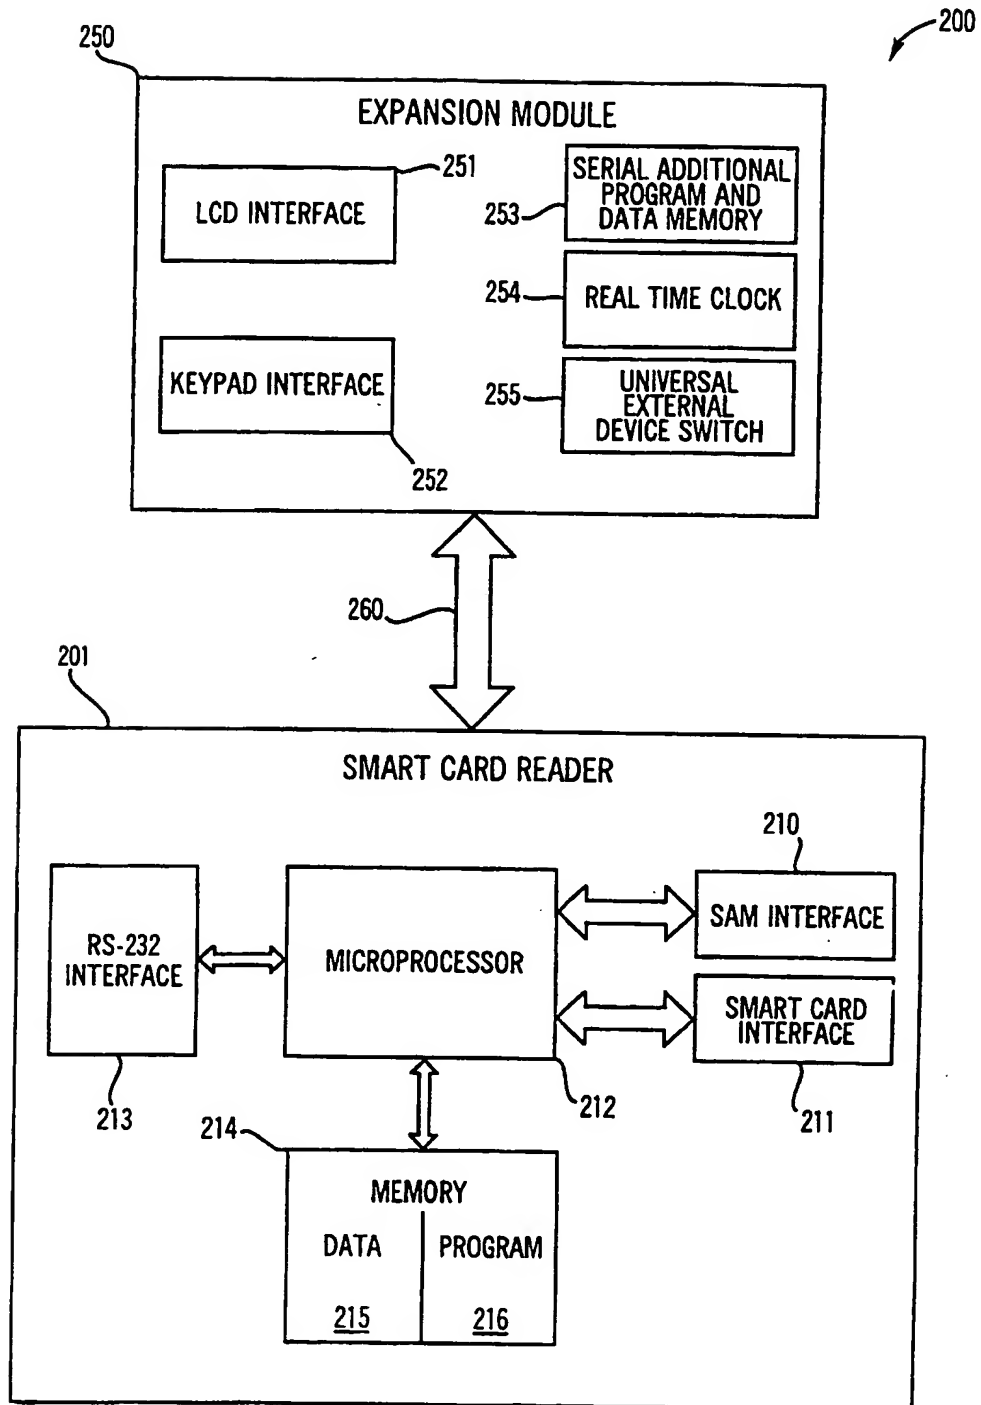 200
250
EXPANSION MODULE
251
LCD INTERFACE
253
SERIAL ADDITIONAL
PROGRAM AND
DATA MEMORY
254
REAL TIME CLOCK
KEYPAD INTERFACE
252
255
UNIVERSAL
EXTERNAL
DEVICE SWITCH
260
201
SMART CARD READER
210
RS-232
INTERFACE
213
MICROPROCESSOR
212
SAM INTERFACE
SMART CARD
INTERFACE
211
214
MEMORY
DATA
PROGRAM
215
216